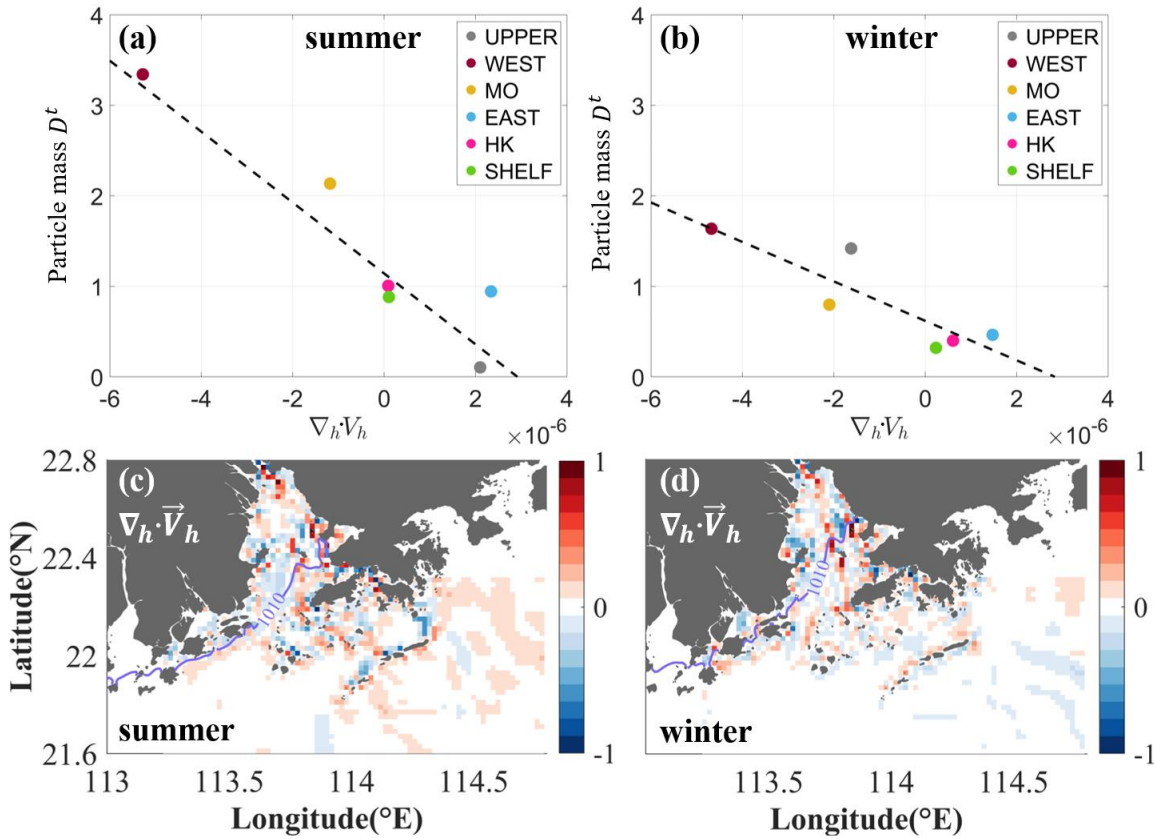 (a) summer
UPPER
WEST
MO
EAST
HK
SHELF
Particle mass D^t
4
3
2
1
0
-6 -4 -2 0 2 4
∇h·Vh
×10^-6
(b) winter
UPPER
WEST
MO
EAST
HK
SHELF
Particle mass D^t
4
3
2
1
0
-6 -4 -2 0 2 4
∇h·Vh
×10^-6
(c)
∇h·V⃗h
1010
summer
22.8
22.4
22
21.6
Latitude(°N)
113 113.5 114 114.5
Longitude(°E)
1
0
-1
(d)
∇h·V⃗h
1010
winter
113.5 114 114.5
Longitude(°E)
1
0
-1